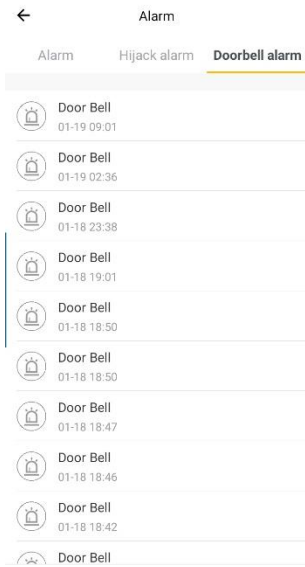 Alarm
Alarm Hijack alarm Doorbell alarm
Door Bell
01-19 09:01
Door Bell
01-19 02:36
Door Bell
01-18 23:38
Door Bell
01-18 19:01
Door Bell
01-18 18:50
Door Bell
01-18 18:50
Door Bell
01-18 18:47
Door Bell
01-18 18:46
Door Bell
01-18 18:42
Door Bell